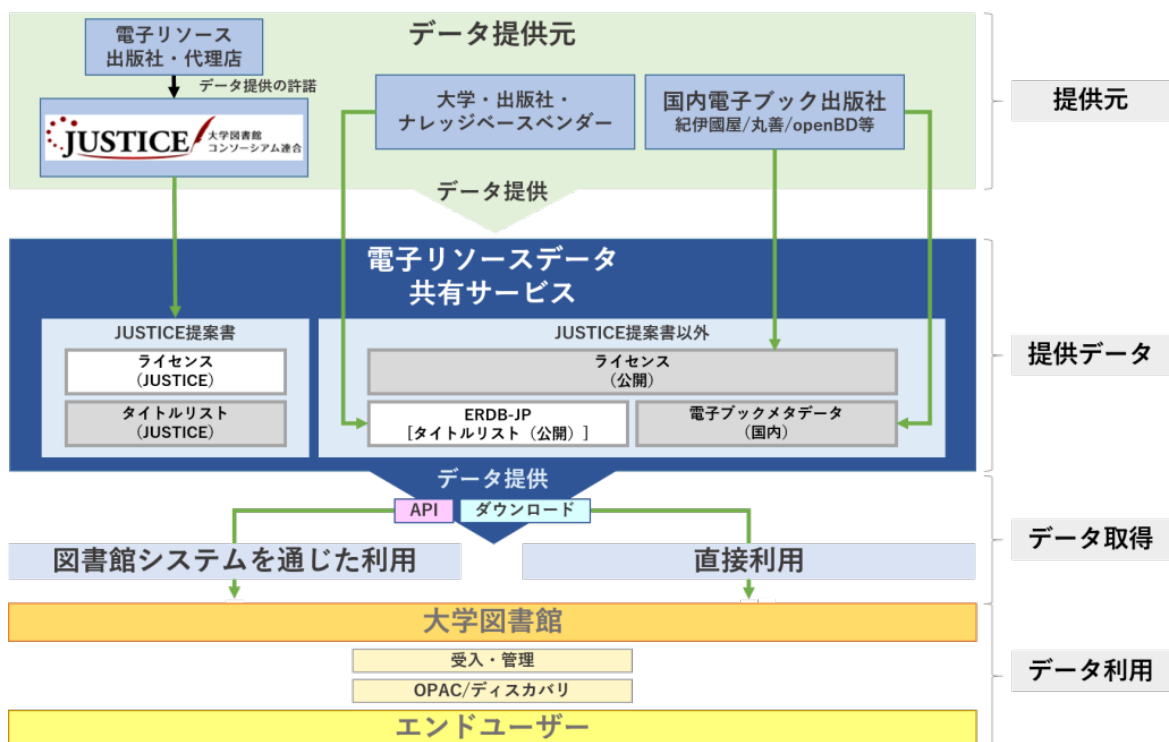 データ提供元
電子リソース
出版社・代理店
データ提供の許諾
JUSTICE
大学図書館
コンソーシアム連合
大学・出版社・
ナレッジベースベンダー
国内電子ブック出版社
紀伊國屋/丸善/openBD等
提供元
データ提供
電子リソースデータ
共有サービス
JUSTICE提案書
ライセンス
(JUSTICE)
タイトルリスト
(JUSTICE)
JUSTICE提案書以外
ライセンス
(公開)
ERDB-JP
[タイトルリスト（公開）]
電子ブックメタデータ
(国内)
提供データ
データ提供
API
ダウンロード
図書館システムを通じた利用
直接利用
データ取得
大学図書館
受入・管理
OPAC/ディスカバリ
エンドユーザー
データ利用